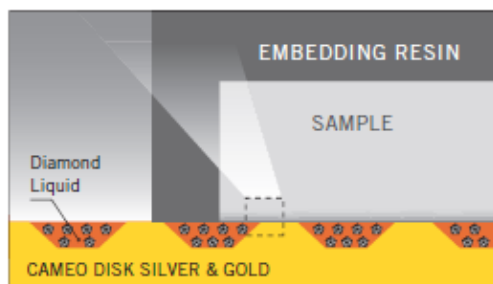 EMBEDDING RESIN
SAMPLE
Diamond
Liquid
CAMEO DISK SILVER & GOLD